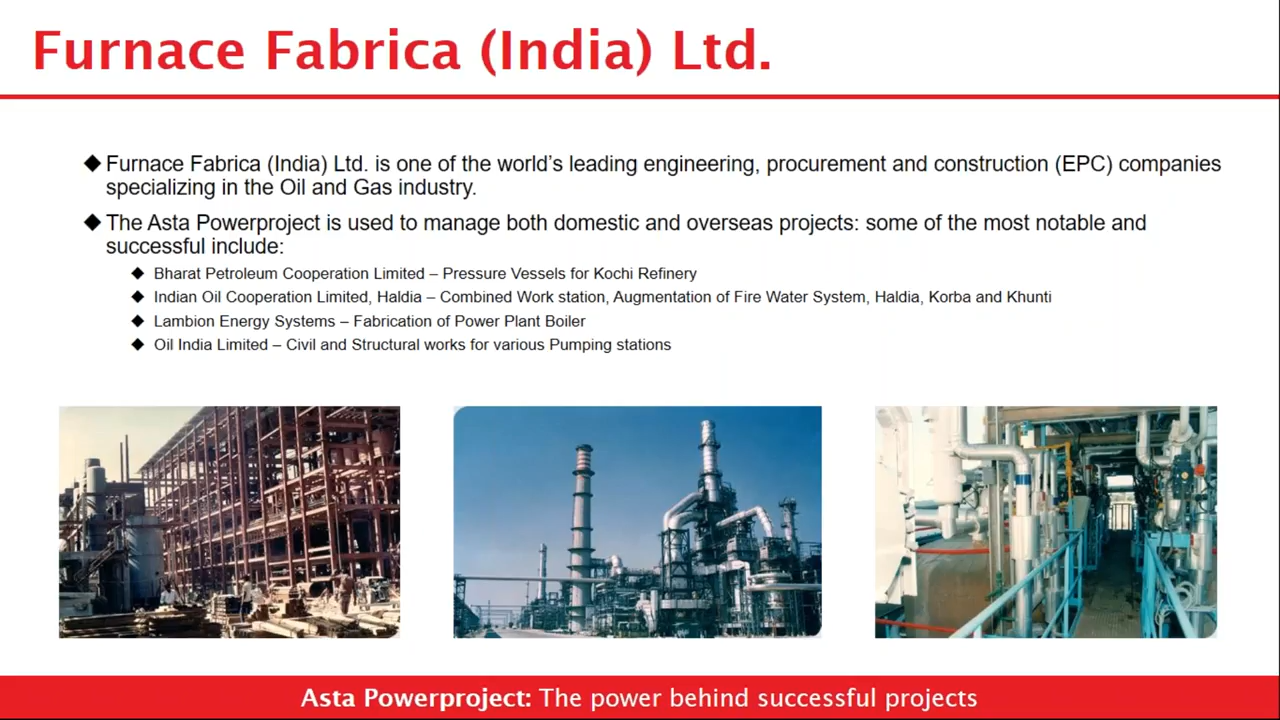 Furnace Fabrica (India) Ltd.
◆ Furnace Fabrica (India) Ltd. is one of the world’s leading engineering, procurement and construction (EPC) companies
specializing in the Oil and Gas industry.
◆ The Asta Powerproject is used to manage both domestic and overseas projects: some of the most notable and
successful include:
◆ Bharat Petroleum Cooperation Limited – Pressure Vessels for Kochi Refinery
◆ Indian Oil Cooperation Limited, Haldia – Combined Work station, Augmentation of Fire Water System, Haldia, Korba and Khunti
◆ Lambion Energy Systems – Fabrication of Power Plant Boiler
◆ Oil India Limited – Civil and Structural works for various Pumping stations
Asta Powerproject: The power behind successful projects